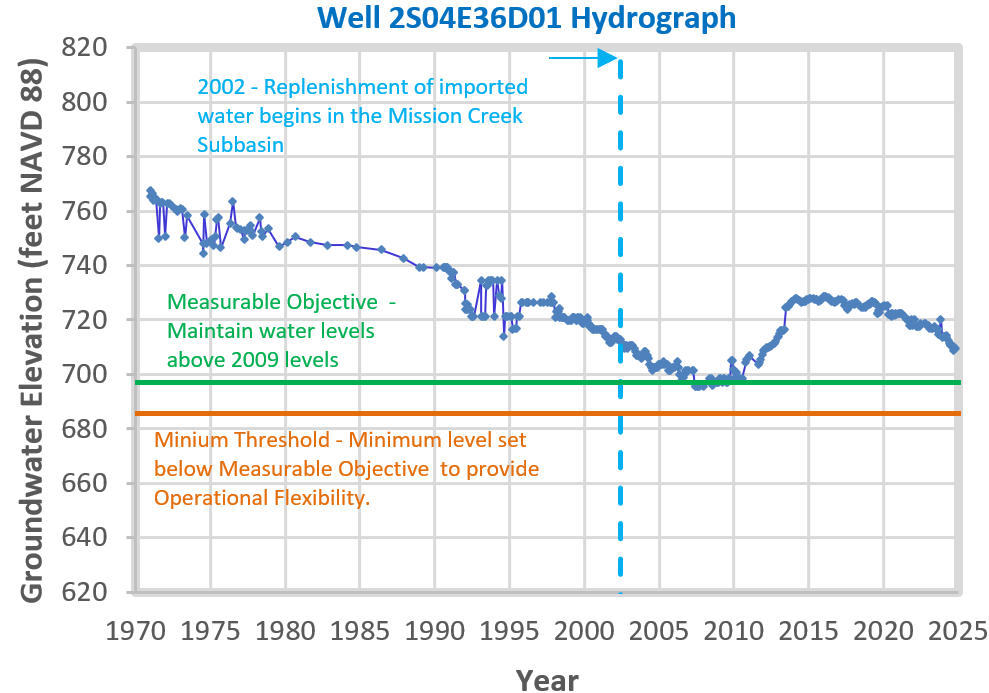 Well 2S04E36D01 Hydrograph
Groundwater Elevation (feet NAVD 88)
820
800
780
760
740
720
700
680
660
640
620
2002 - Replenishment of imported
water begins in the Mission Creek
Subbasin
Measurable Objective  -
Maintain water levels
above 2009 levels
Minium Threshold - Minimum level set
below Measurable Objective  to provide
Operational Flexibility.
1970 1975 1980 1985 1990 1995 2000 2005 2010 2015 2020 2025
Year